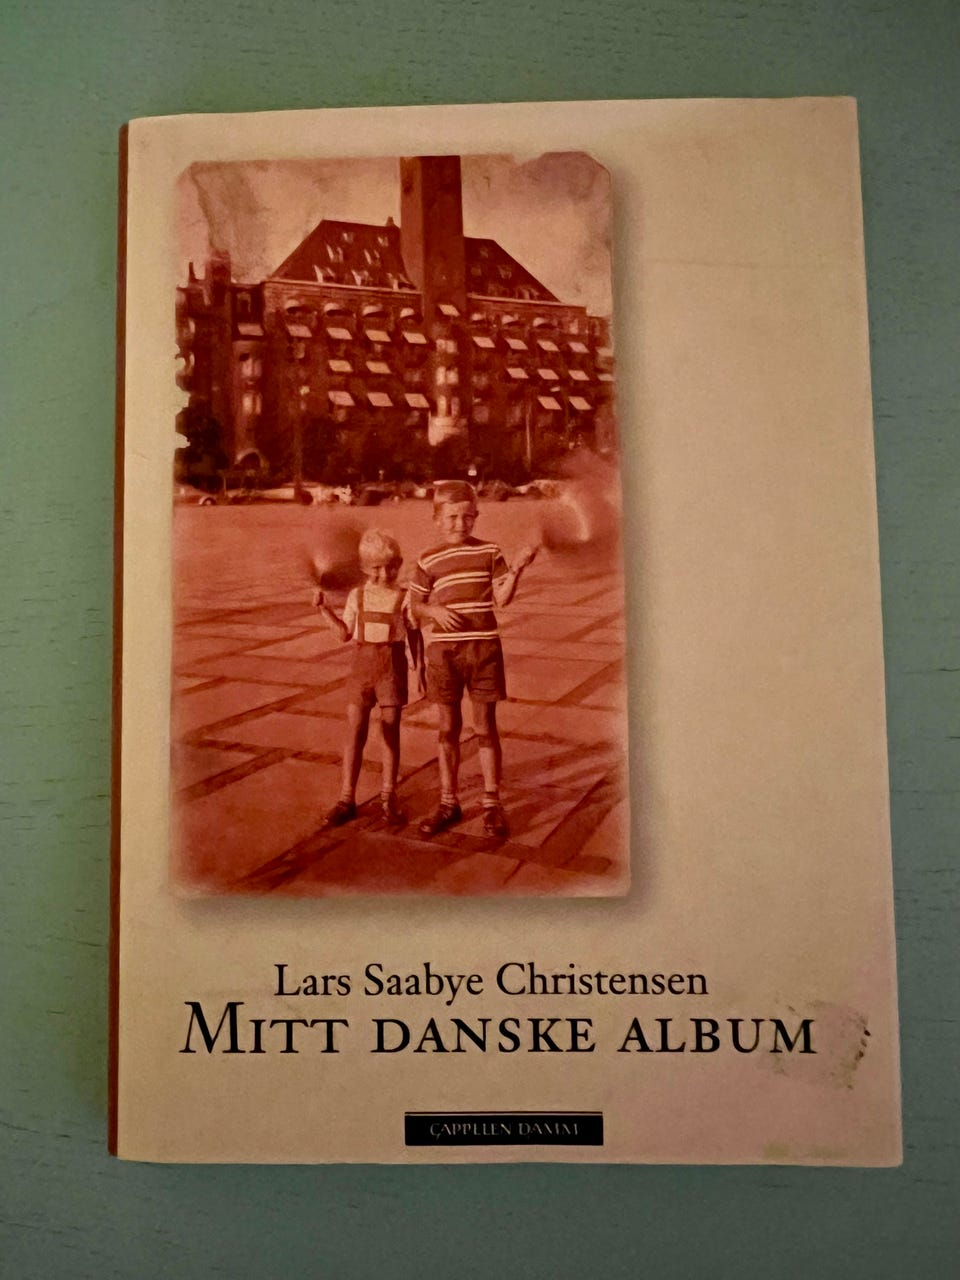 Lars Saabye Christensen
MITT DANSKE ALBUM
CAPPELEN DAMM